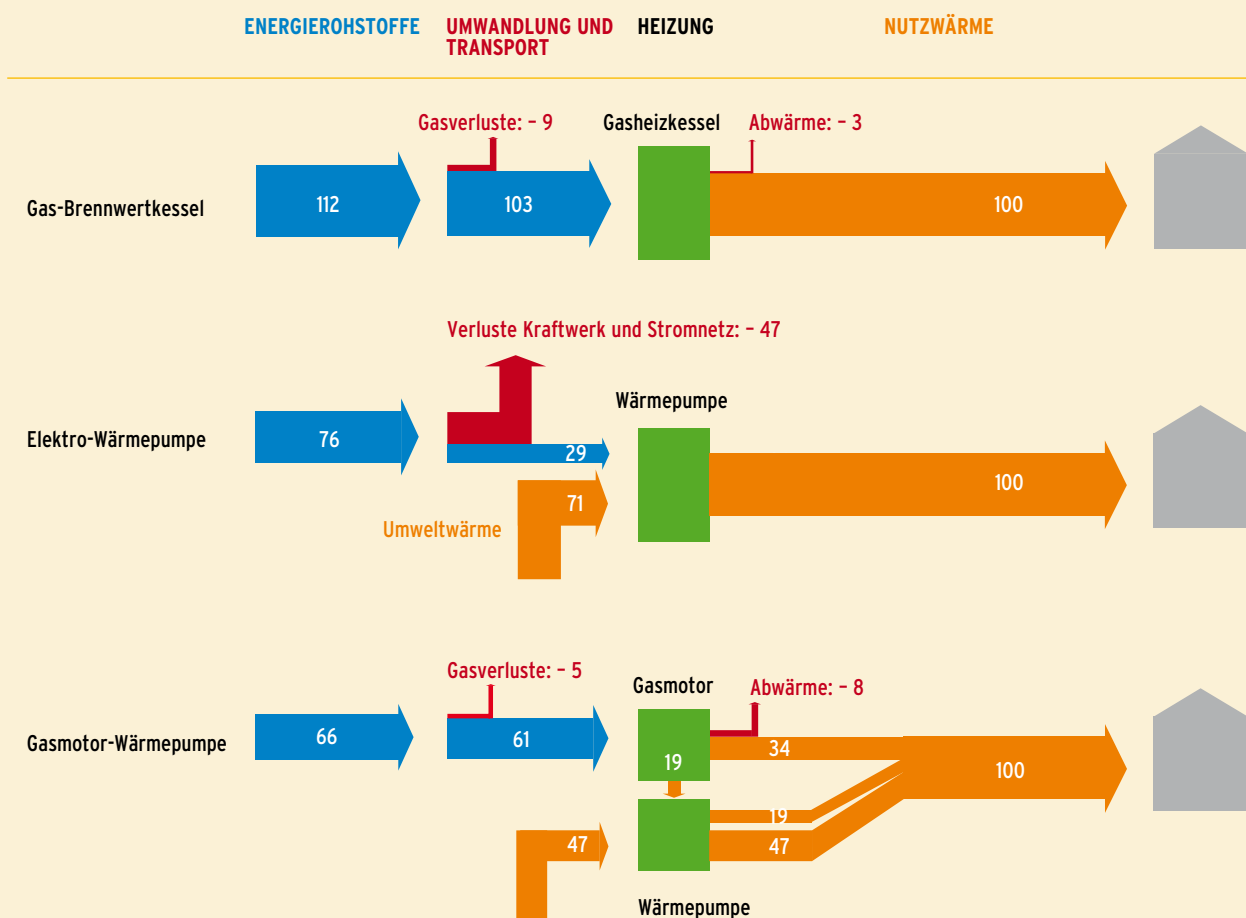 ENERGIEROHSTOFFE
UMWANDLUNG UND
TRANSPORT
HEIZUNG
NUTZWÄRME
Gasverluste: – 9
Gasheizkessel
Abwärme: – 3
Gas-Brennwertkessel
112
103
100
Verluste Kraftwerk und Stromnetz: – 47
Wärmepumpe
Elektro-Wärmepumpe
76
29
100
71
Umweltwärme
Gasverluste: – 5
Gasmotor
Abwärme: – 8
Gasmotor-Wärmepumpe
66
61
19
34
100
19
47
47
Wärmepumpe